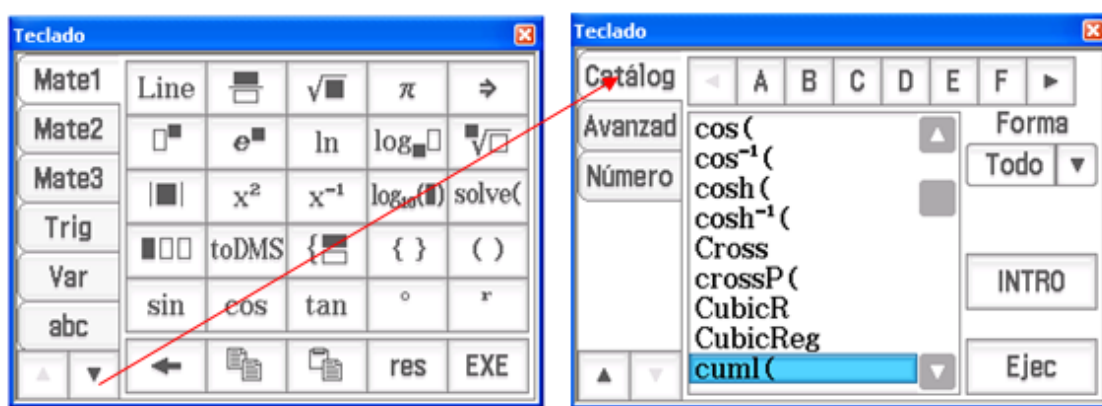 Teclado
Mate1
Mate2
Mate3
Trig
Var
abc
Line √ π ⇒
e ln log √
|■| x² x⁻¹ log₁₀(■) solve(
toDMS { { } ( )
sin cos tan ° r
res EXE
Teclado
Catálog
Avanzad
Número
A B C D E F
cos(
cos⁻¹(
cosh(
cosh⁻¹(
Cross
crossP(
CubicR
CubicReg
cuml(
Forma
Todo
INTRO
Ejec